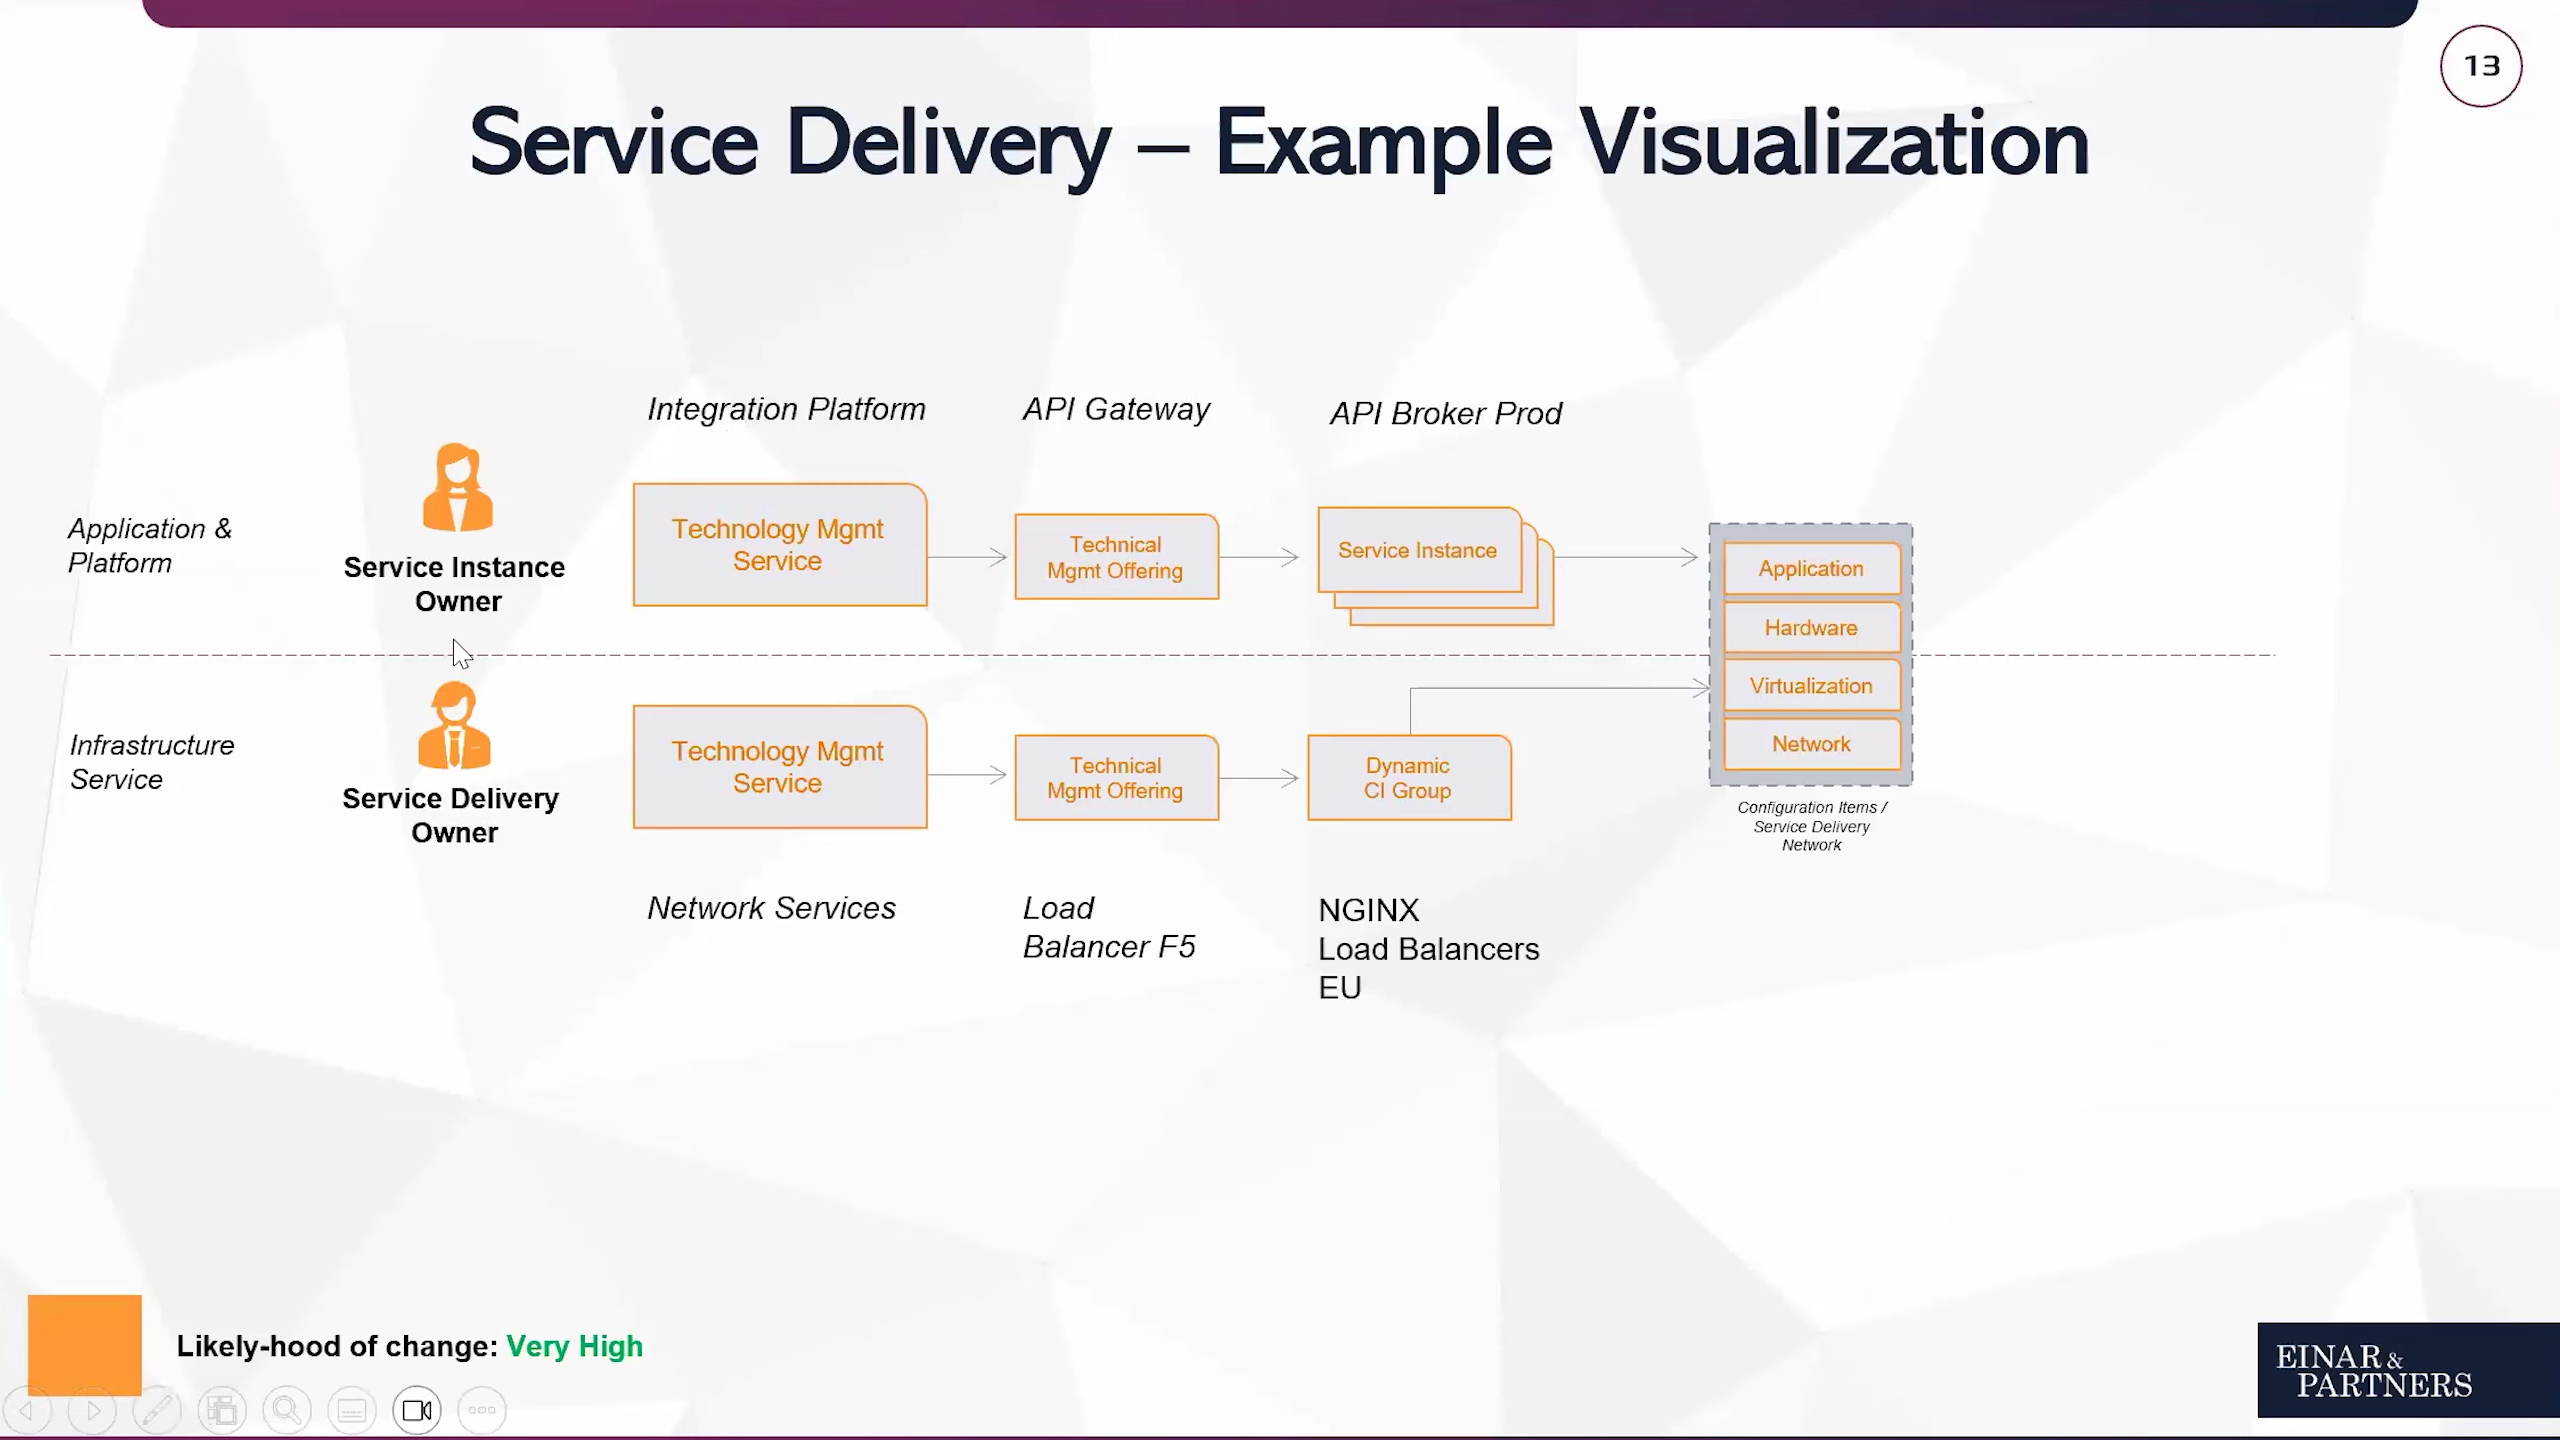 13
Service Delivery – Example Visualization
Integration Platform
API Gateway
API Broker Prod
Application &
Platform
Service Instance
Owner
Technology Mgmt
Service
Technical
Mgmt Offering
Service Instance
Application
Hardware
Virtualization
Network
Configuration Items /
Service Delivery
Network
Infrastructure
Service
Service Delivery
Owner
Technology Mgmt
Service
Technical
Mgmt Offering
Dynamic
CI Group
Network Services
Load
Balancer F5
NGINX
Load Balancers
EU
Likely-hood of change: Very High
EINAR &
PARTNERS